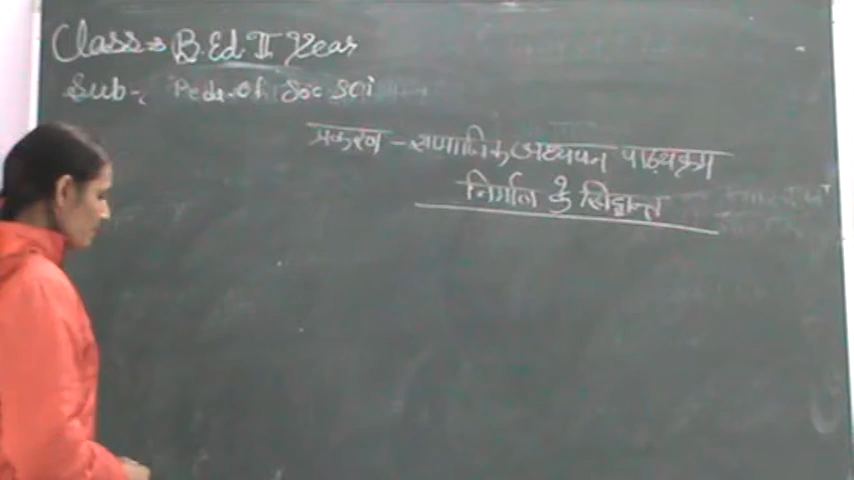 Class:- B.Ed. II Year
Sub-: Peda. of Soc Sci
प्रकरण - सामाजिक अध्ययन पाठ्यक्रम
निर्माण के सिद्धान्त